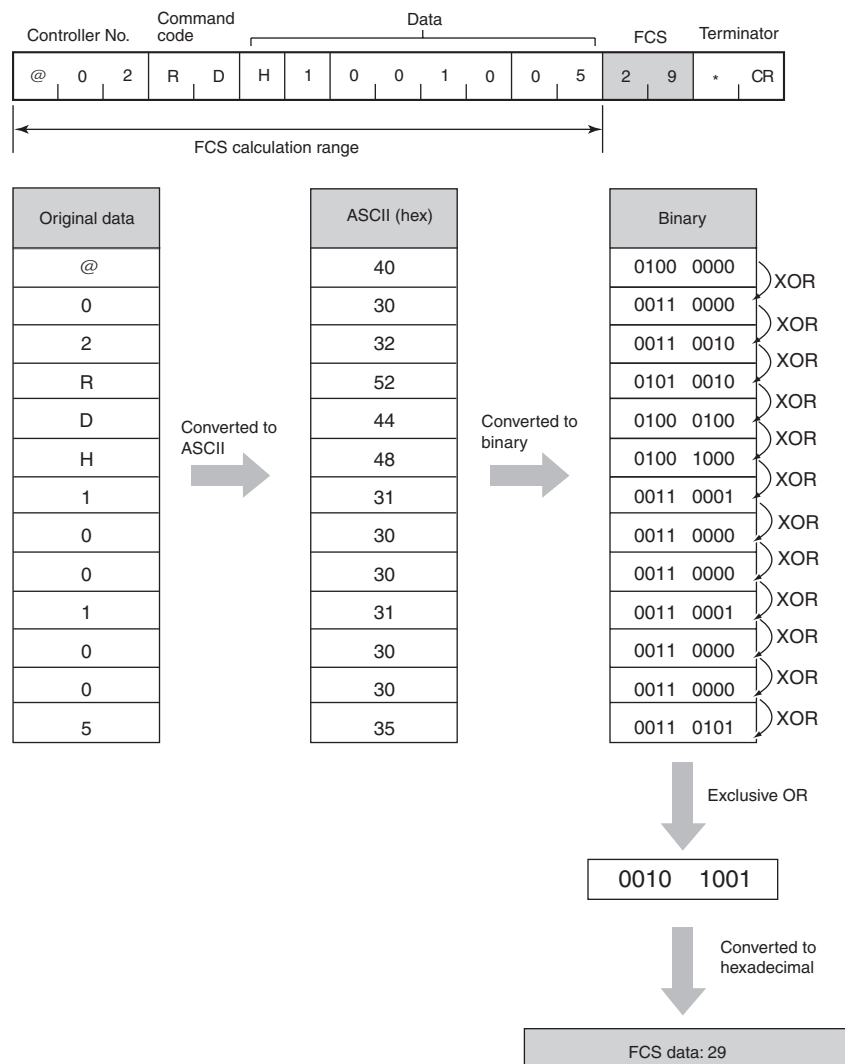 Controller No. Command code Data FCS Terminator
@ 0 2 R D H 1 0 0 1 0 0 5 2 9 * CR
FCS calculation range
Original data
@
0
2
R
D
H
1
0
0
1
0
0
5
Converted to
ASCII
ASCII (hex)
40
30
32
52
44
48
31
30
30
31
30
30
35
Converted to
binary
Binary
0100 0000
0011 0000
0011 0010
0101 0010
0100 0100
0100 1000
0011 0001
0011 0000
0011 0000
0011 0001
0011 0000
0011 0000
0011 0101
XOR
XOR
XOR
XOR
XOR
XOR
XOR
XOR
XOR
XOR
XOR
XOR
Exclusive OR
0010 1001
Converted to
hexadecimal
FCS data: 29